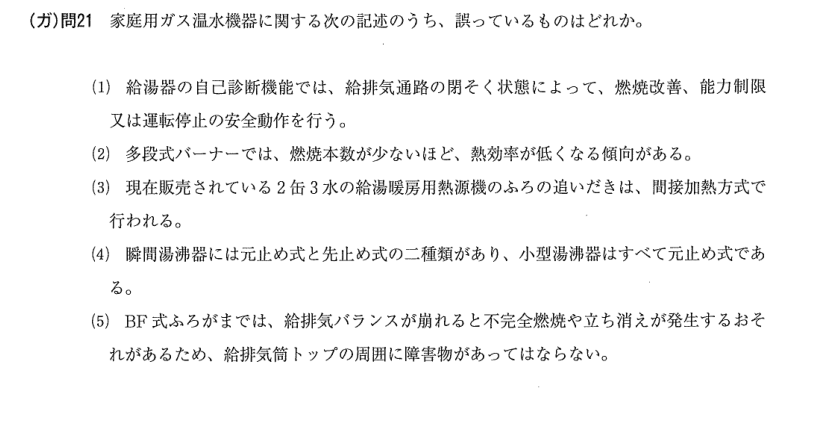 (ガ)問21　家庭用ガス温水機器に関する次の記述のうち、誤っているものはどれか。
(1)　給湯器の自己診断機能では、給排気通路の閉そく状態によって、燃焼改善、能力制限
又は運転停止の安全動作を行う。
(2)　多段式バーナーでは、燃焼本数が少ないほど、熱効率が低くなる傾向がある。
(3)　現在販売されている2缶3水の給湯暖房用熱源機のふろの追いだきは、間接加熱方式で
行われる。
(4)　瞬間湯沸器には元止め式と先止め式の二種類があり、小型湯沸器はすべて元止め式であ
る。
(5)　BF式ふろがまでは、給排気バランスが崩れると不完全燃焼や立ち消えが発生するおそ
れがあるため、給排気筒トップの周囲に障害物があってはならない。